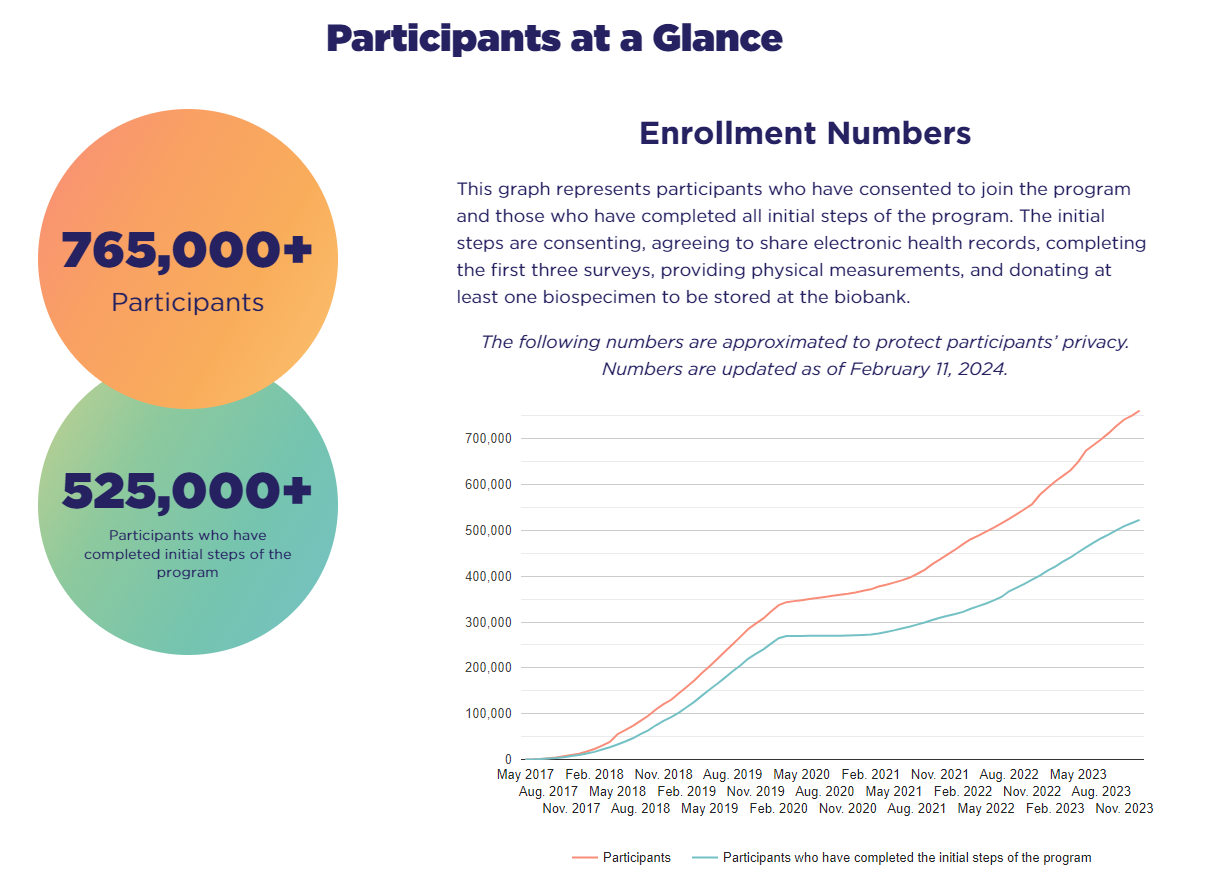 Participants at a Glance
765,000+
Participants
525,000+
Participants who have
completed initial steps of the
program
Enrollment Numbers
This graph represents participants who have consented to join the program
and those who have completed all initial steps of the program. The initial
steps are consenting, agreeing to share electronic health records, completing
the first three surveys, providing physical measurements, and donating at
least one biospecimen to be stored at the biobank.
The following numbers are approximated to protect participants’ privacy.
Numbers are updated as of February 11, 2024.
700,000
600,000
500,000
400,000
300,000
200,000
100,000
0
May 2017 Feb. 2018 Nov. 2018 Aug. 2019 May 2020 Feb. 2021 Nov. 2021 Aug. 2022 May 2023
Aug. 2017 May 2018 Feb. 2019 Nov. 2019 Aug. 2020 May 2021 Feb. 2022 Nov. 2022 Aug. 2023
Nov. 2017 Aug. 2018 May 2019 Feb. 2020 Nov. 2020 Aug. 2021 May 2022 Feb. 2023 Nov. 2023
Participants Participants who have completed the initial steps of the program